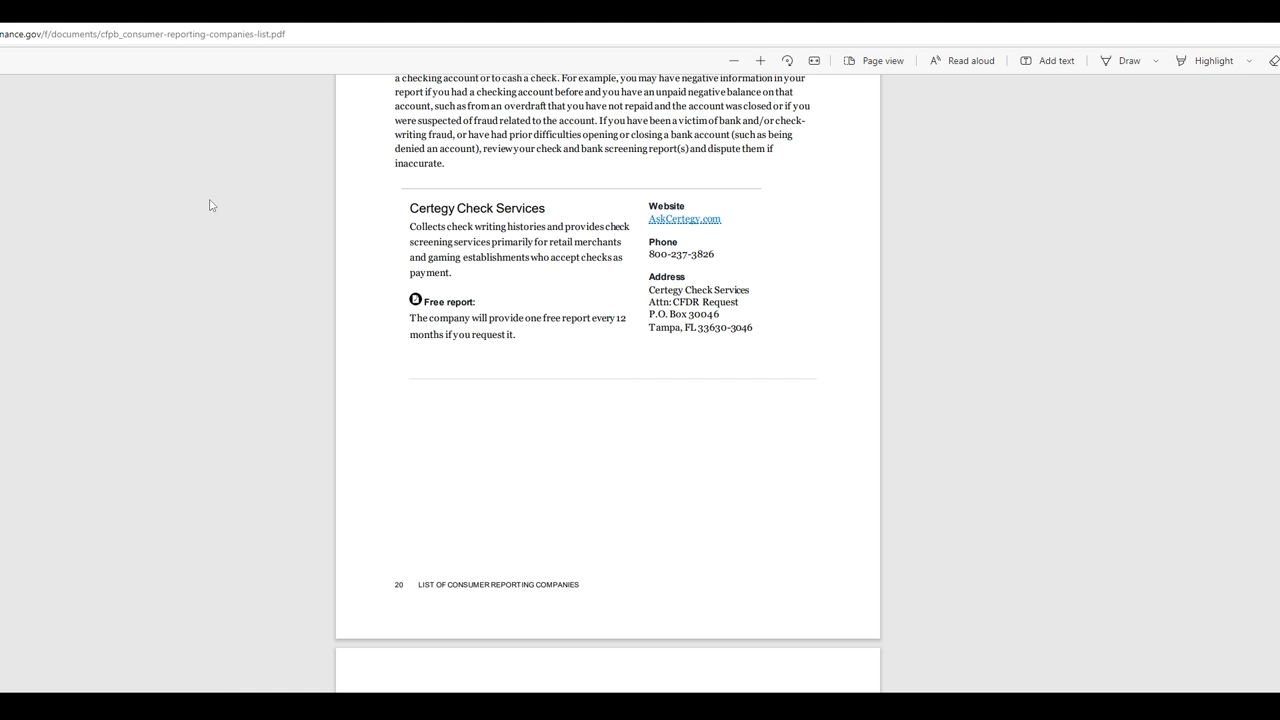 nance.gov/f/documents/cfpb_consumer-reporting-companies-list.pdf
Page view
Read aloud
Add text
Draw
Highlight
a checking account or to cash a check. For example, you may have negative information in your
report if you had a checking account before and you have an unpaid negative balance on that
account, such as from an overdraft that you have not repaid and the account was closed or if you
were suspected of fraud related to the account. If you have been a victim of bank and/or check-
writing fraud, or have had prior difficulties opening or closing a bank account (such as being
denied an account), review your check and bank screening report(s) and dispute them if
inaccurate.
Certegy Check Services
Collects check writing histories and provides check
screening services primarily for retail merchants
and gaming establishments who accept checks as
payment.
Free report:
The company will provide one free report every 12
months if you request it.
Website
AskCertegy.com
Phone
800-237-3826
Address
Certegy Check Services
Attn: CFDR Request
P.O. Box 30046
Tampa, FL 33630-3046
20 LIST OF CONSUMER REPORTING COMPANIES